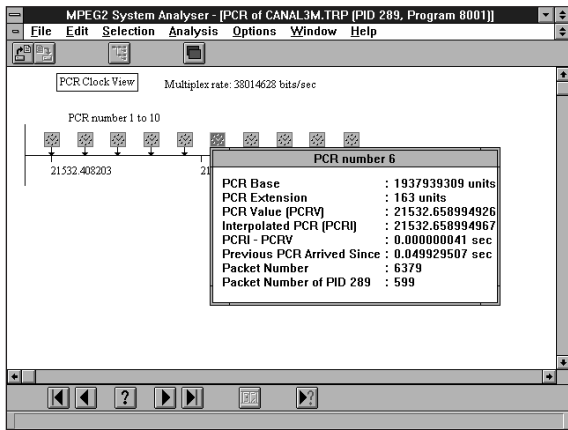 MPEG2 System Analyser - [PCR of CANAL3M.TRP (PID 289, Program 8001)]
File Edit Selection Analysis Options Window Help
PCR Clock View Multiplex rate: 38014628 bits/sec
PCR number 1 to 10
21532.408203 21
PCR number 6
PCR Base : 1937939309 units
PCR Extension : 163 units
PCR Value (PCRV) : 21532.658994926
Interpolated PCR (PCRI) : 21532.658994967
PCRI - PCRV : 0.000000041 sec
Previous PCR Arrived Since : 0.049929507 sec
Packet Number : 6379
Packet Number of PID 289 : 599
? ?